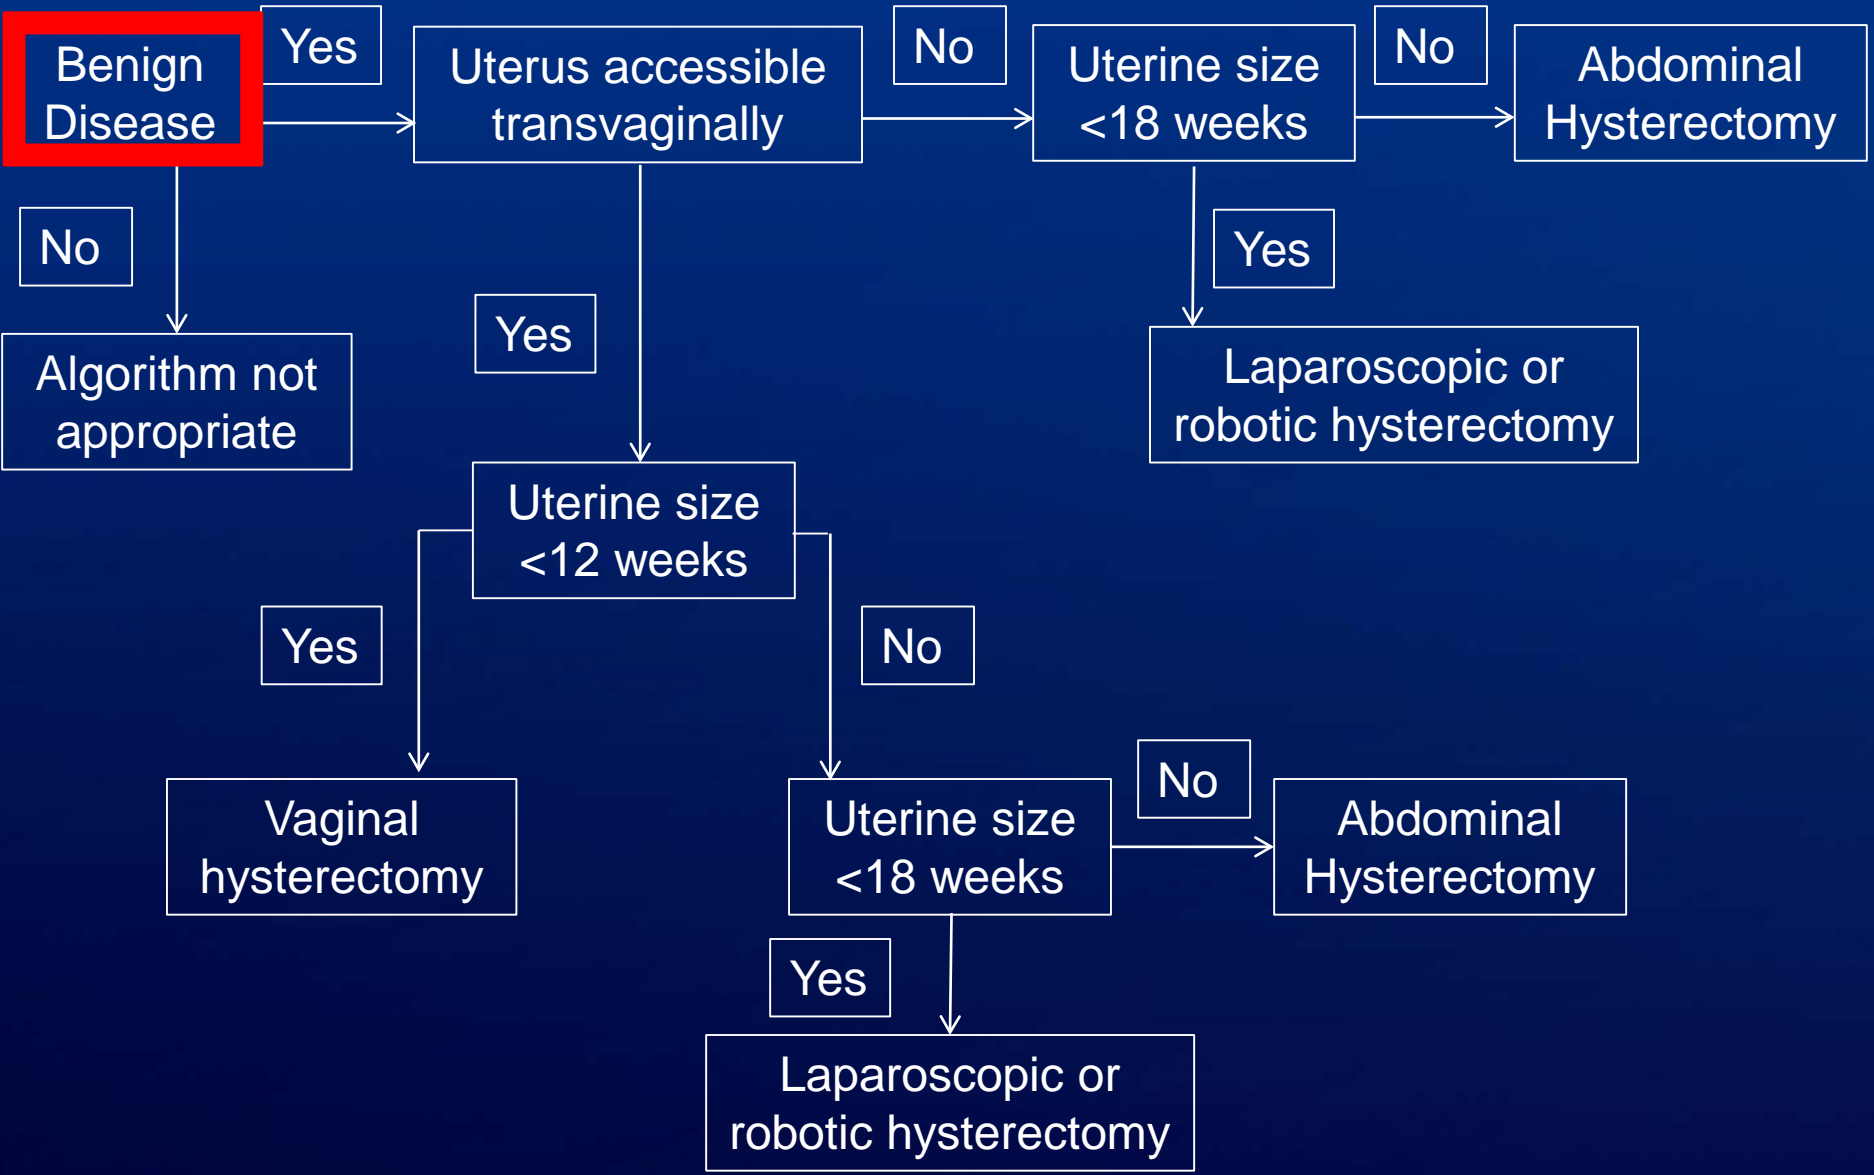 Benign
Disease
Yes
Uterus accessible
transvaginally
No
Uterine size
<18 weeks
No
Abdominal
Hysterectomy
No
Yes
Yes
Algorithm not
appropriate
Laparoscopic or
robotic hysterectomy
Uterine size
<12 weeks
Yes
No
Vaginal
hysterectomy
Uterine size
<18 weeks
No
Abdominal
Hysterectomy
Yes
Laparoscopic or
robotic hysterectomy